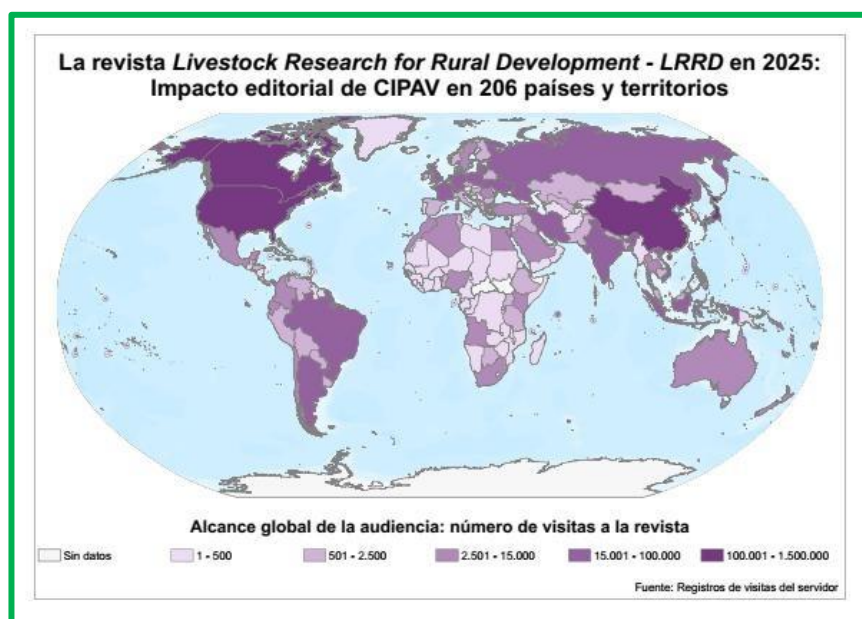 La revista Livestock Research for Rural Development - LRRD en 2025:
Impacto editorial de CIPAV en 206 países y territorios
Alcance global de la audiencia: número de visitas a la revista
Sin datos
1 - 500
501 - 2.500
2.501 - 15.000
15.001 - 100.000
100.001 - 1.500.000
Fuente: Registros de visitas del servidor